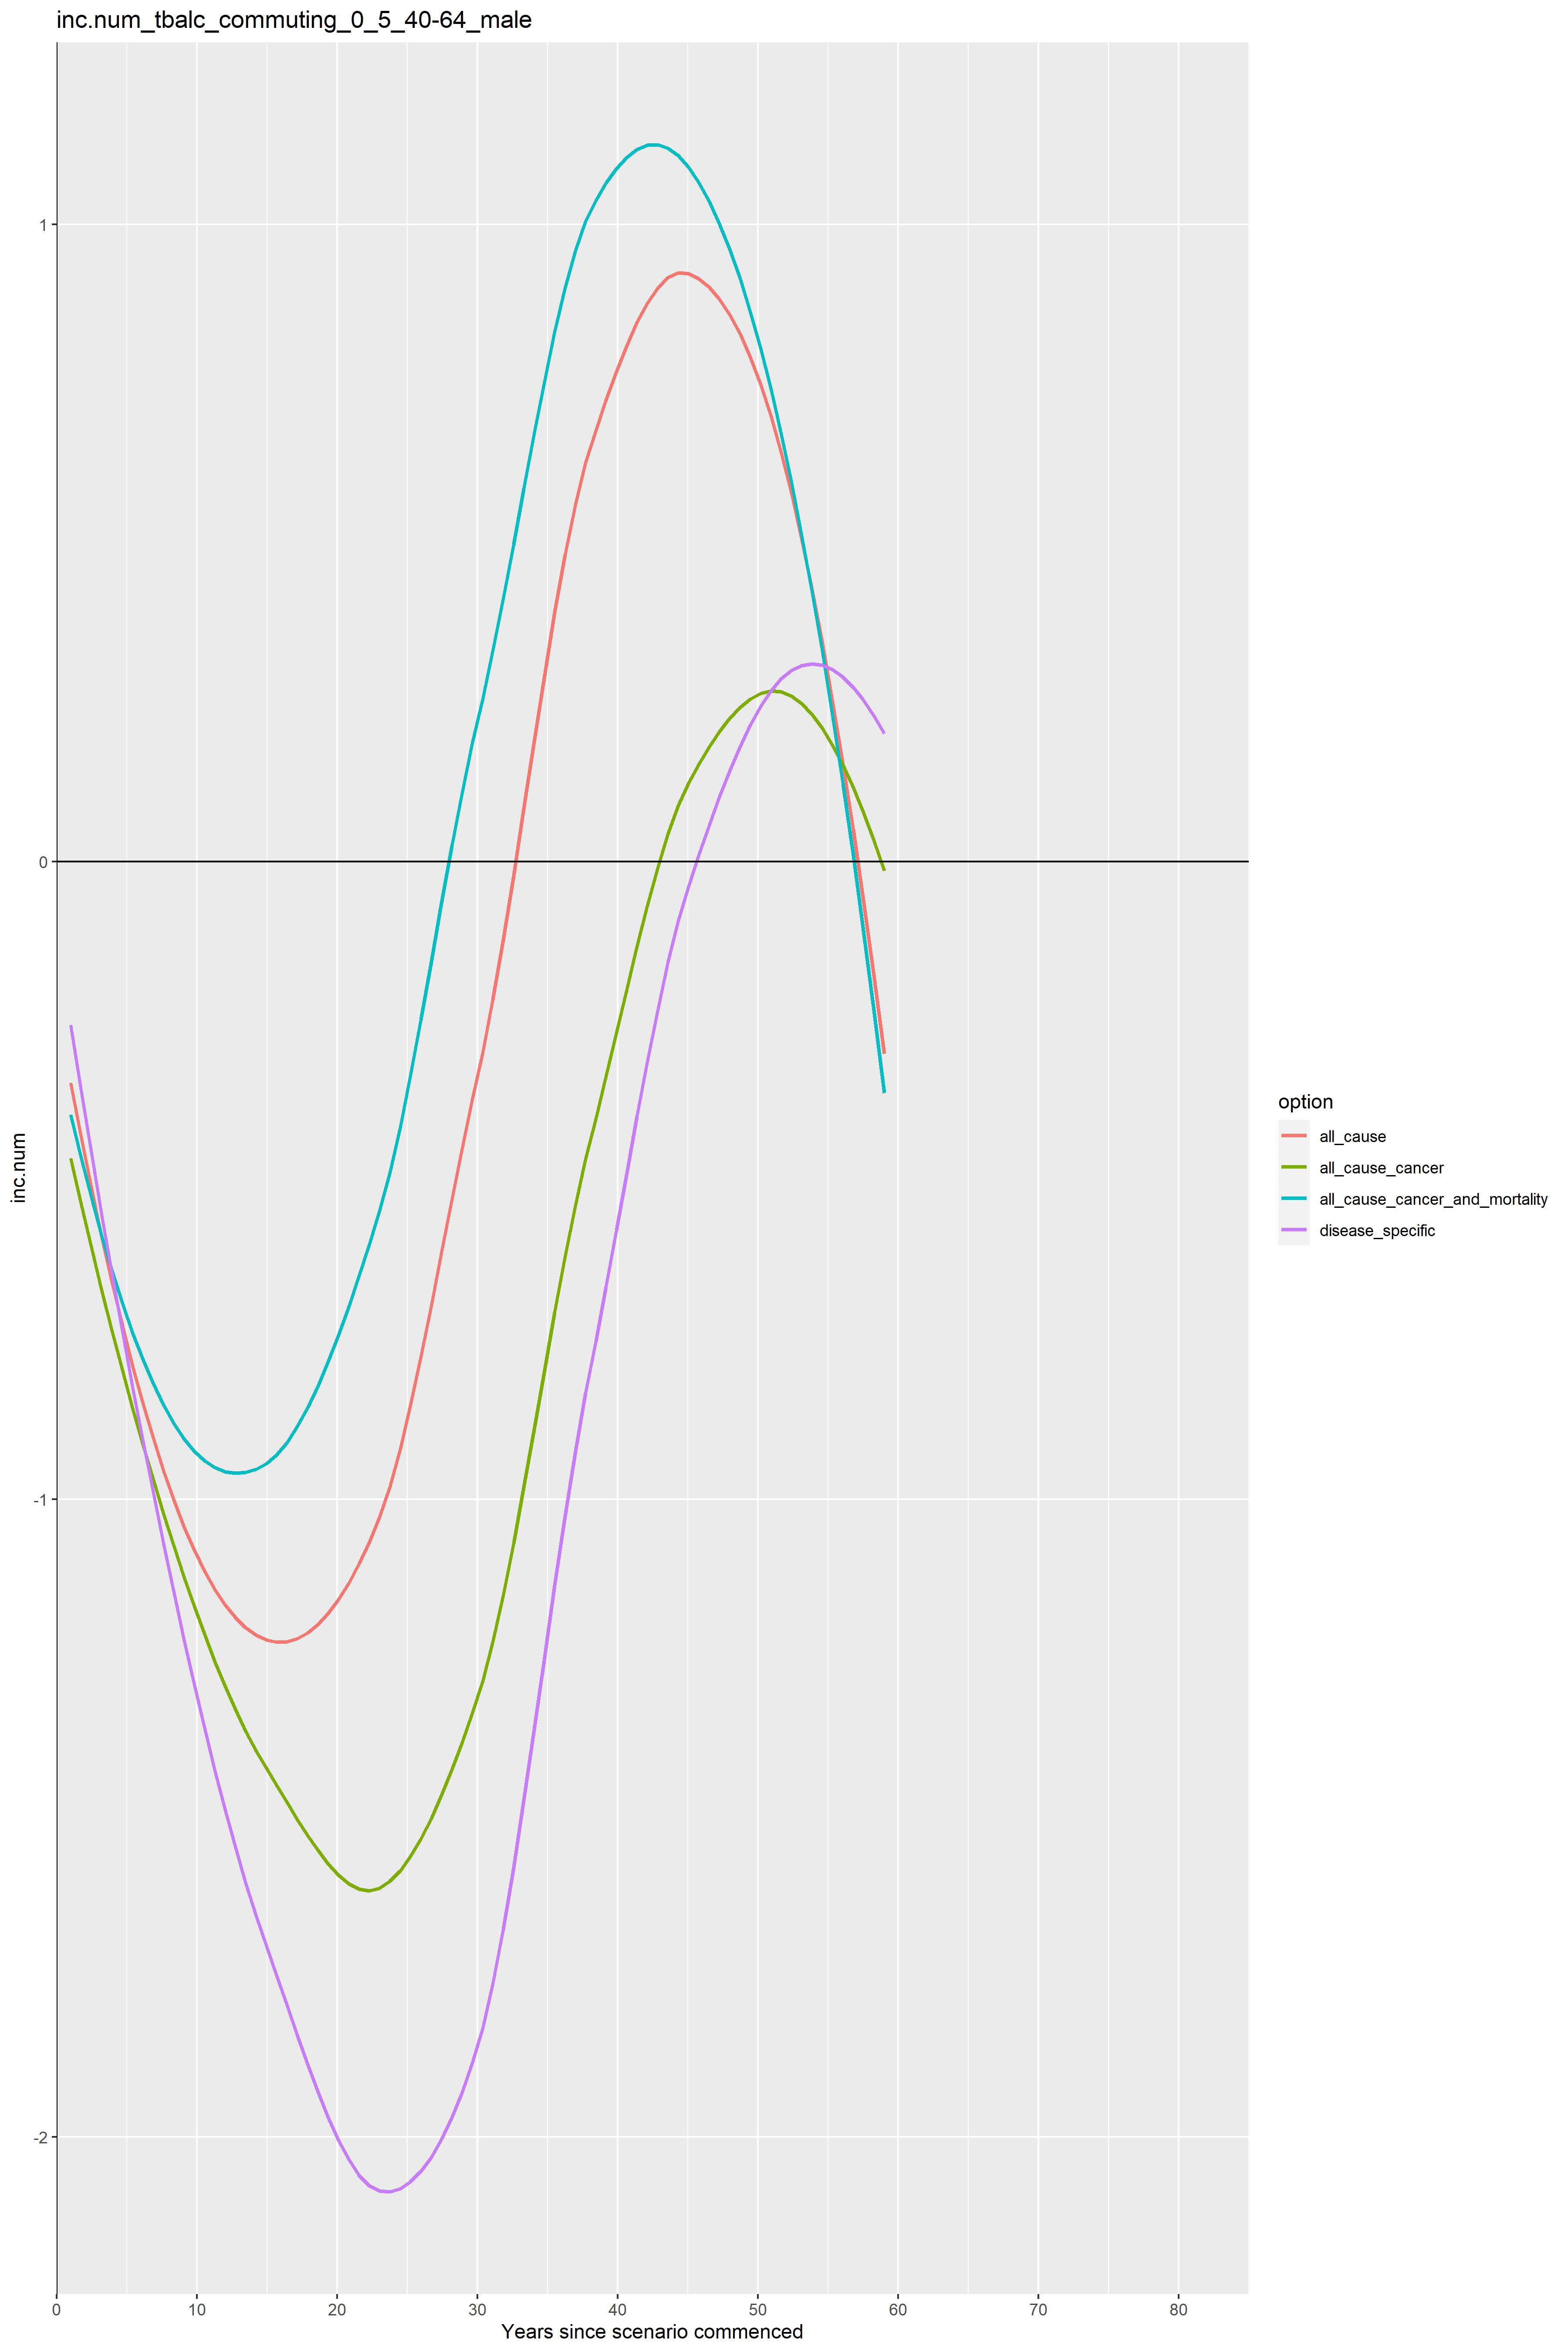 inc.num_tbalc_commuting_0_5_40-64_male
1
0
-1
-2
inc.num
0 10 20 30 40 50 60 70 80
Years since scenario commenced
option
all_cause
all_cause_cancer
all_cause_cancer_and_mortality
disease_specific